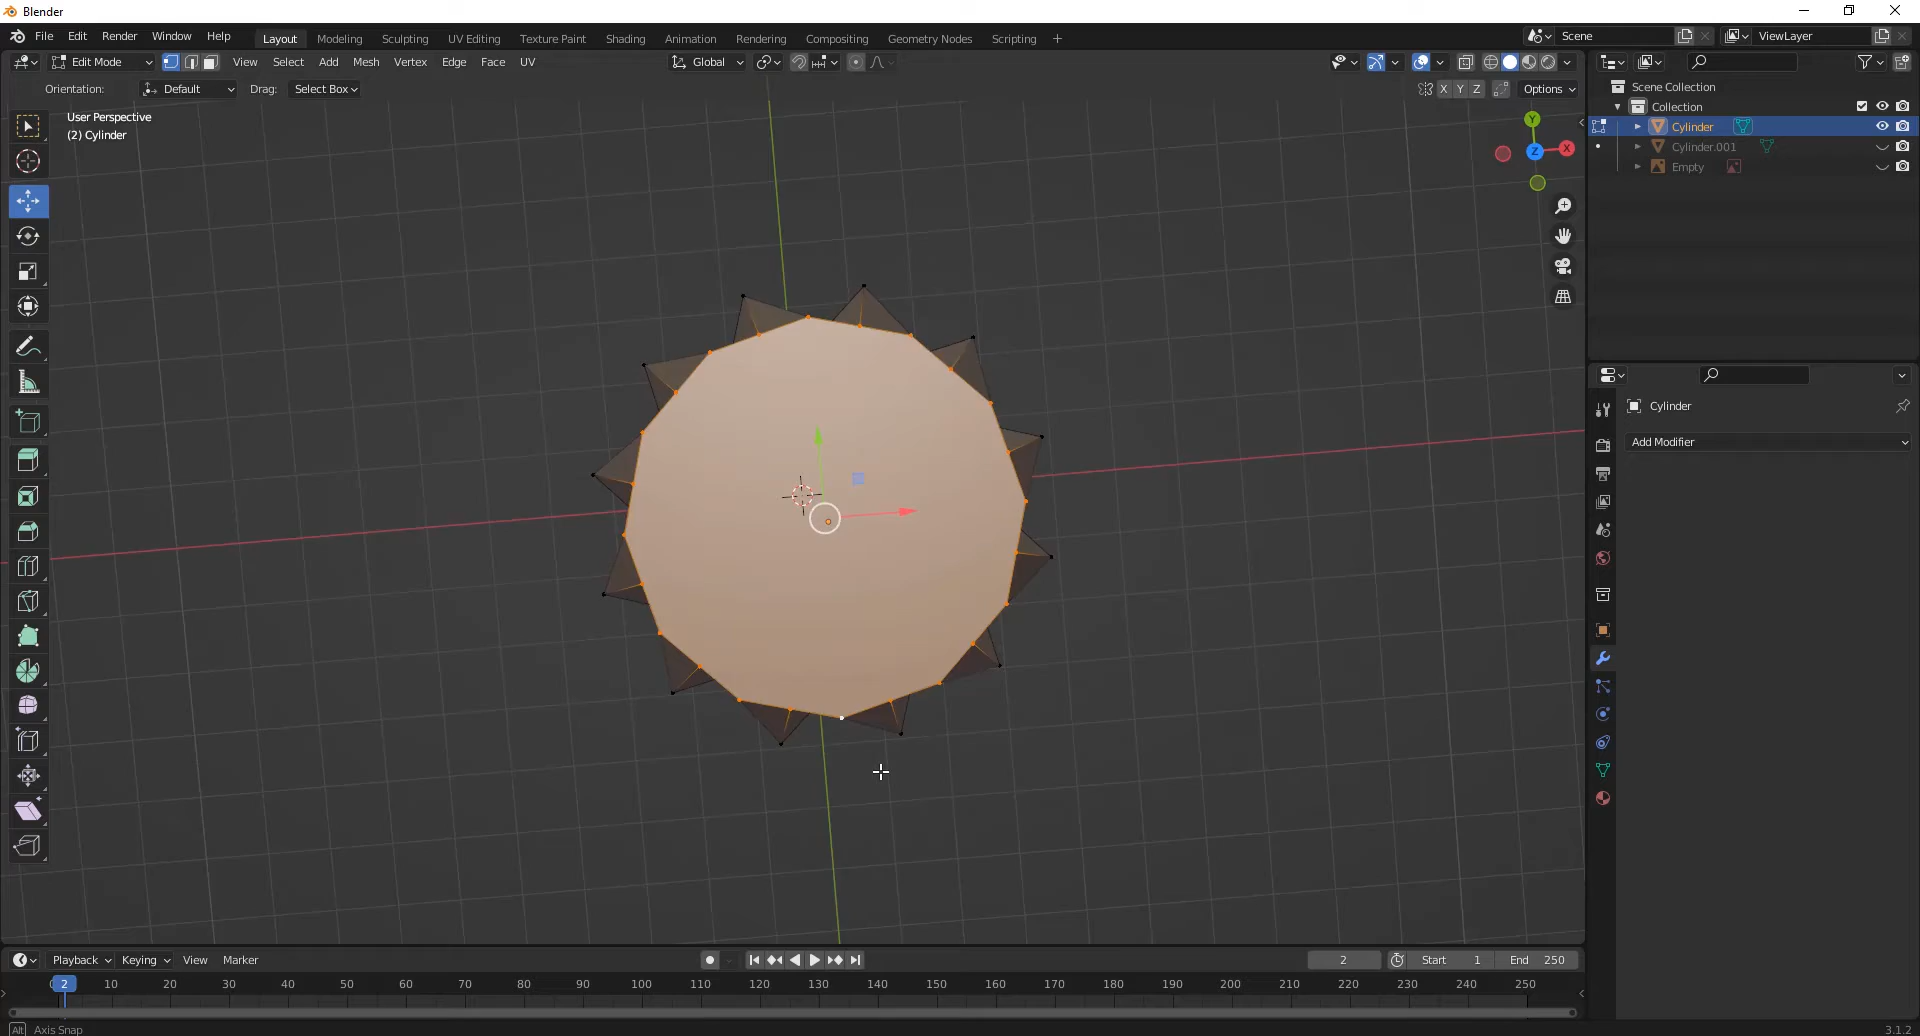 Blender
File Edit Render Window Help Layout Modeling Sculpting UV Editing Texture Paint Shading Animation Rendering Compositing Geometry Nodes Scripting + Scene ViewLayer
Edit Mode View Select Add Mesh Vertex Edge Face UV Global
Orientation: Default Drag: Select Box X Y Z Options
User Perspective
(2) Cylinder
Y
X
Z
Scene Collection
Collection
Cylinder
Cylinder.001
Empty
Cylinder
Add Modifier
Playback Keying View Marker 2 Start 1 End 250
0 2 10 20 30 40 50 60 70 80 90 100 110 120 130 140 150 160 170 180 190 200 210 220 230 240 250
Alt Axis Snap 3.1.2